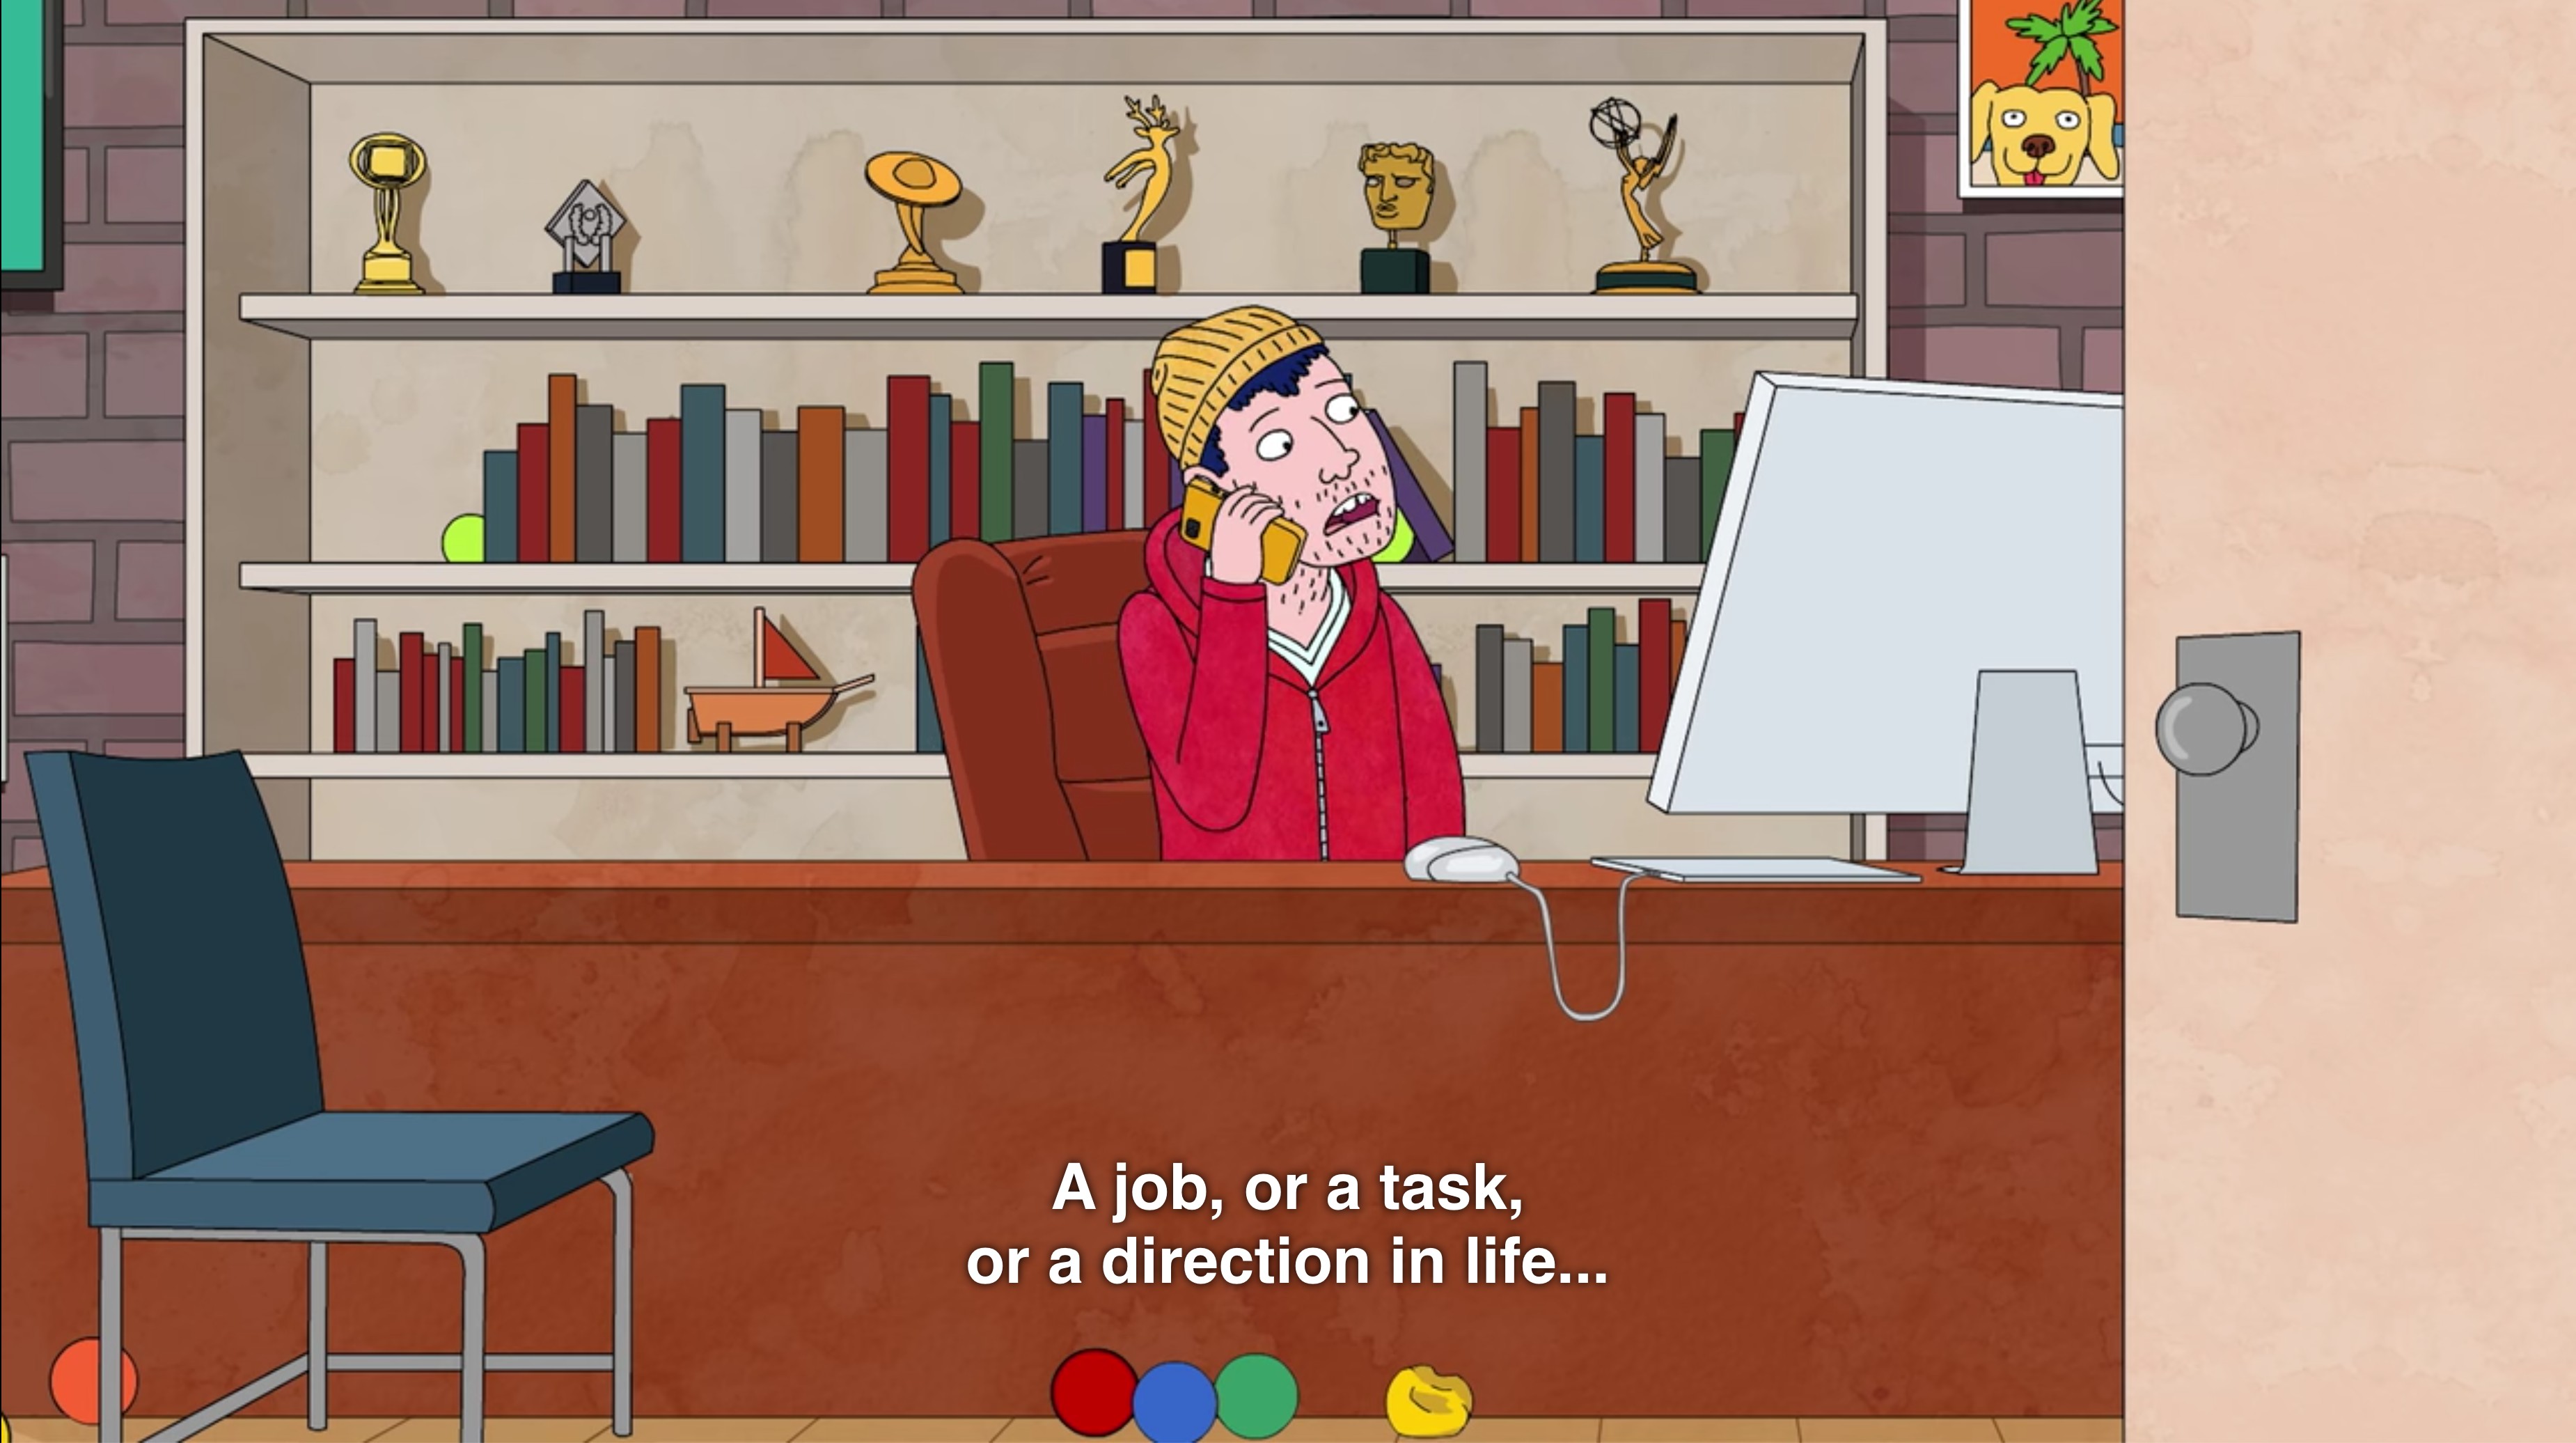 A job, or a task,
or a direction in life...